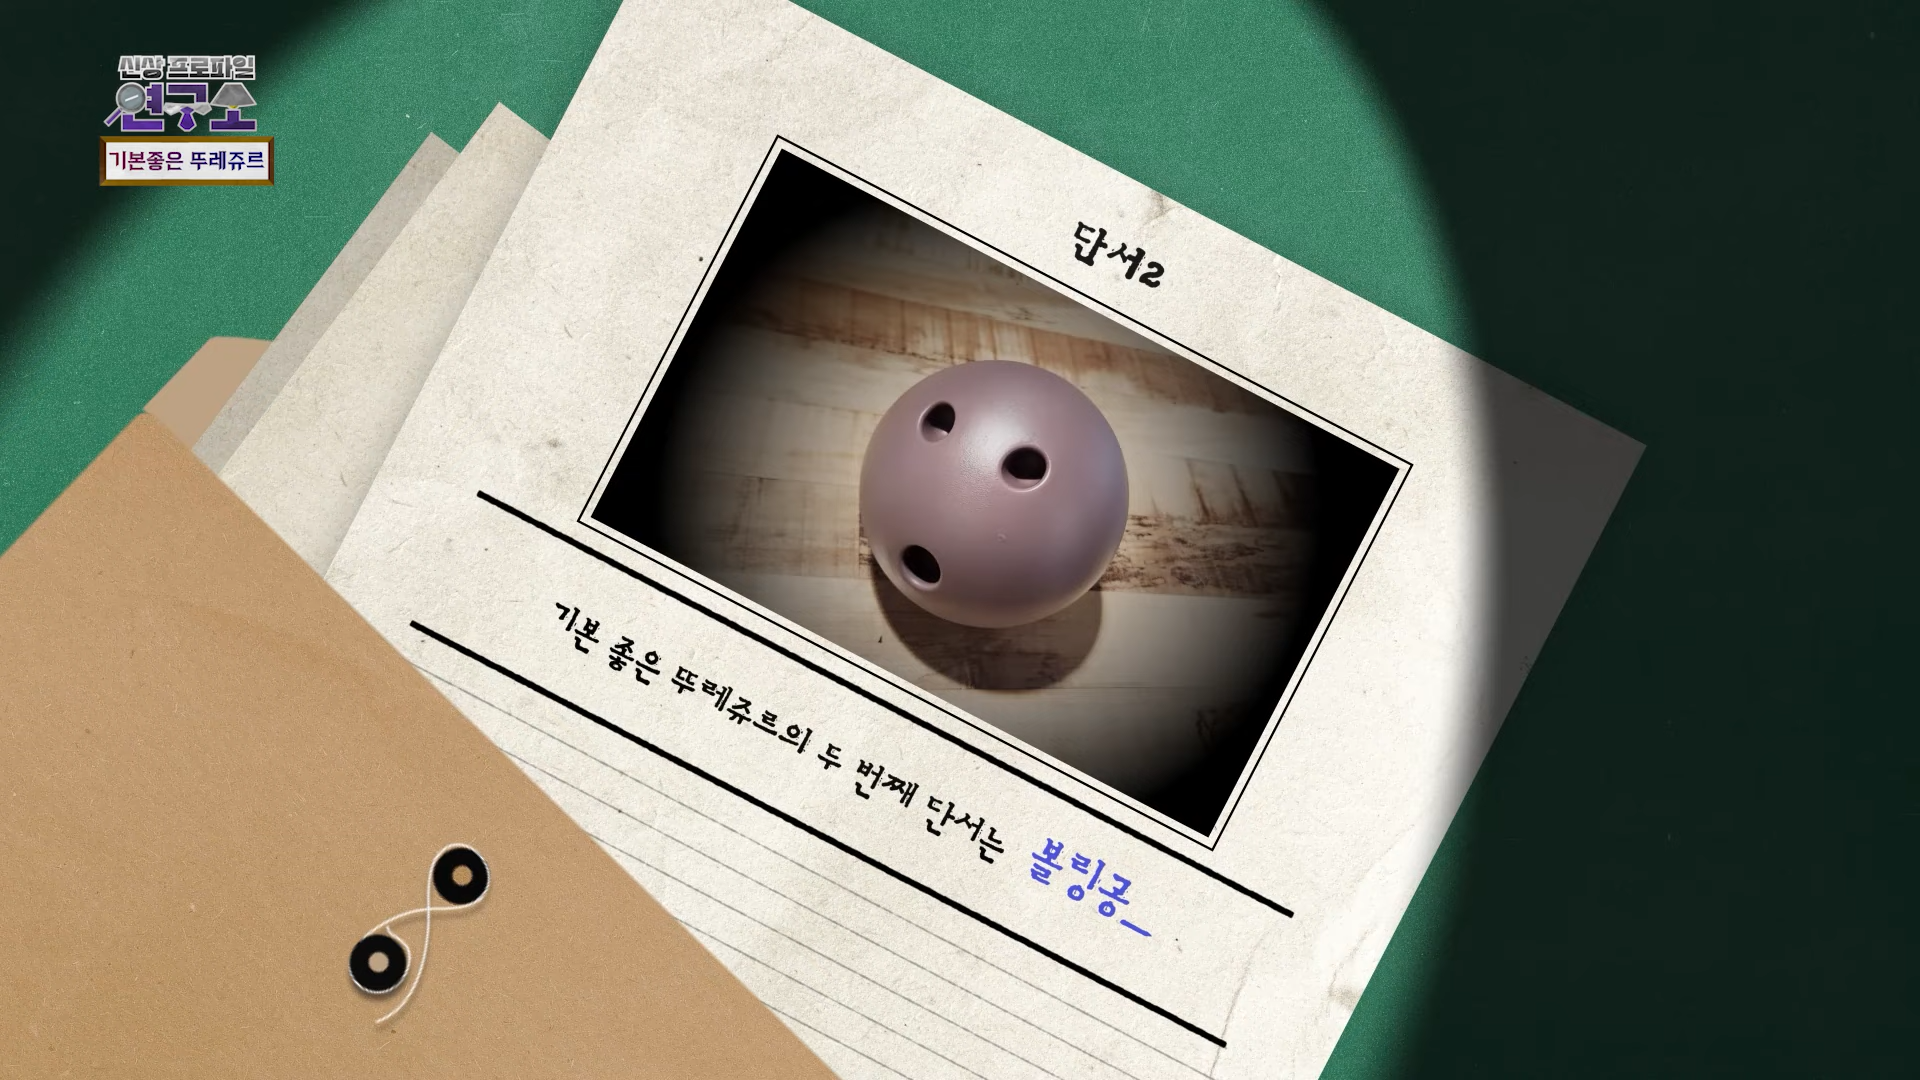 신상 프로파일
연구소
기본좋은 뚜레쥬르
단서2
기본 좋은 뚜레쥬르의 두 번째 단서는 볼링공_